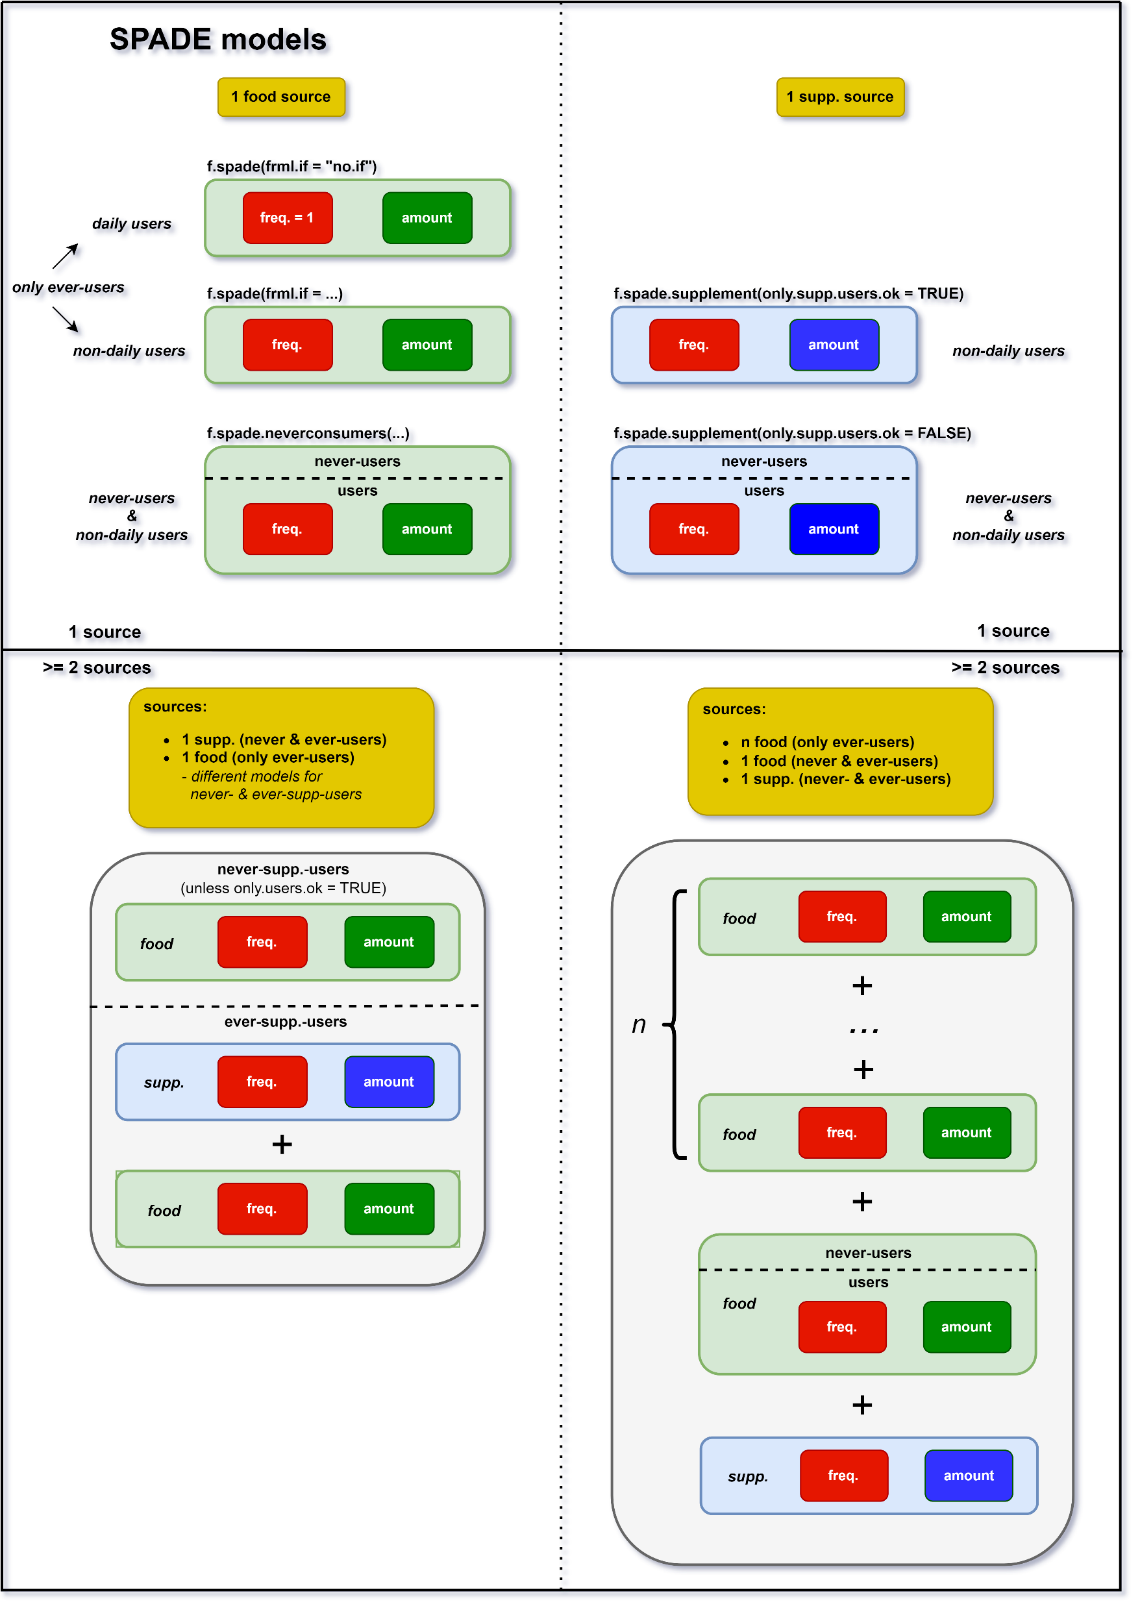 SPADE models
1 food source
f.spade(frml.if = "no.if")
daily users
freq. = 1
amount
only ever-users
f.spade(frml.if = ...)
non-daily users
freq.
amount
f.spade.neverconsumers(...)
never-users
users
never-users
&
non-daily users
freq.
amount
1 source
1 supp. source
f.spade.supplement(only.supp.users.ok = TRUE)
freq.
amount
non-daily users
f.spade.supplement(only.supp.users.ok = FALSE)
never-users
users
freq.
amount
never-users
&
non-daily users
1 source
>= 2 sources
sources:
• 1 supp. (never & ever-users)
• 1 food (only ever-users)
- different models for
never- & ever-supp-users
never-supp.-users
(unless only.users.ok = TRUE)
food
freq.
amount
ever-supp.-users
supp.
freq.
amount
+
food
freq.
amount
>= 2 sources
sources:
• n food (only ever-users)
• 1 food (never & ever-users)
• 1 supp. (never- & ever-users)
food
freq.
amount
+
n
...
+
food
freq.
amount
+
never-users
users
food
freq.
amount
+
supp.
freq.
amount